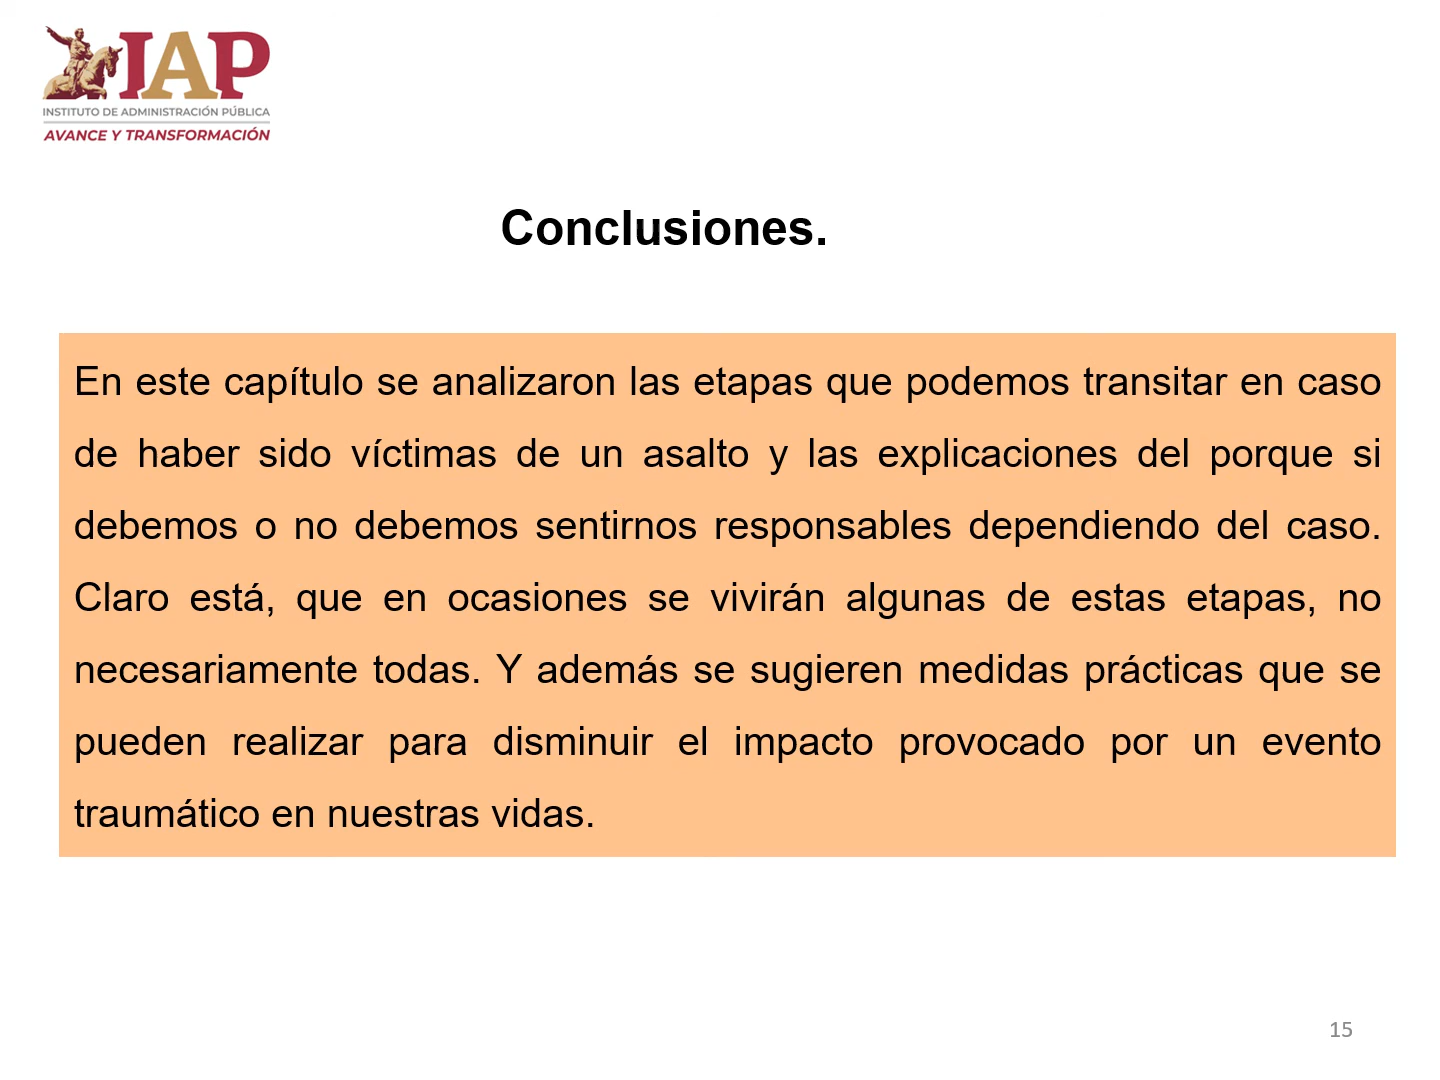 IAP
INSTITUTO DE ADMINISTRACIÓN PÚBLICA
AVANCE Y TRANSFORMACIÓN
Conclusiones.
En este capítulo se analizaron las etapas que podemos transitar en caso
de haber sido víctimas de un asalto y las explicaciones del porque si
debemos o no debemos sentirnos responsables dependiendo del caso.
Claro está, que en ocasiones se vivirán algunas de estas etapas, no
necesariamente todas. Y además se sugieren medidas prácticas que se
pueden realizar para disminuir el impacto provocado por un evento
traumático en nuestras vidas.
15